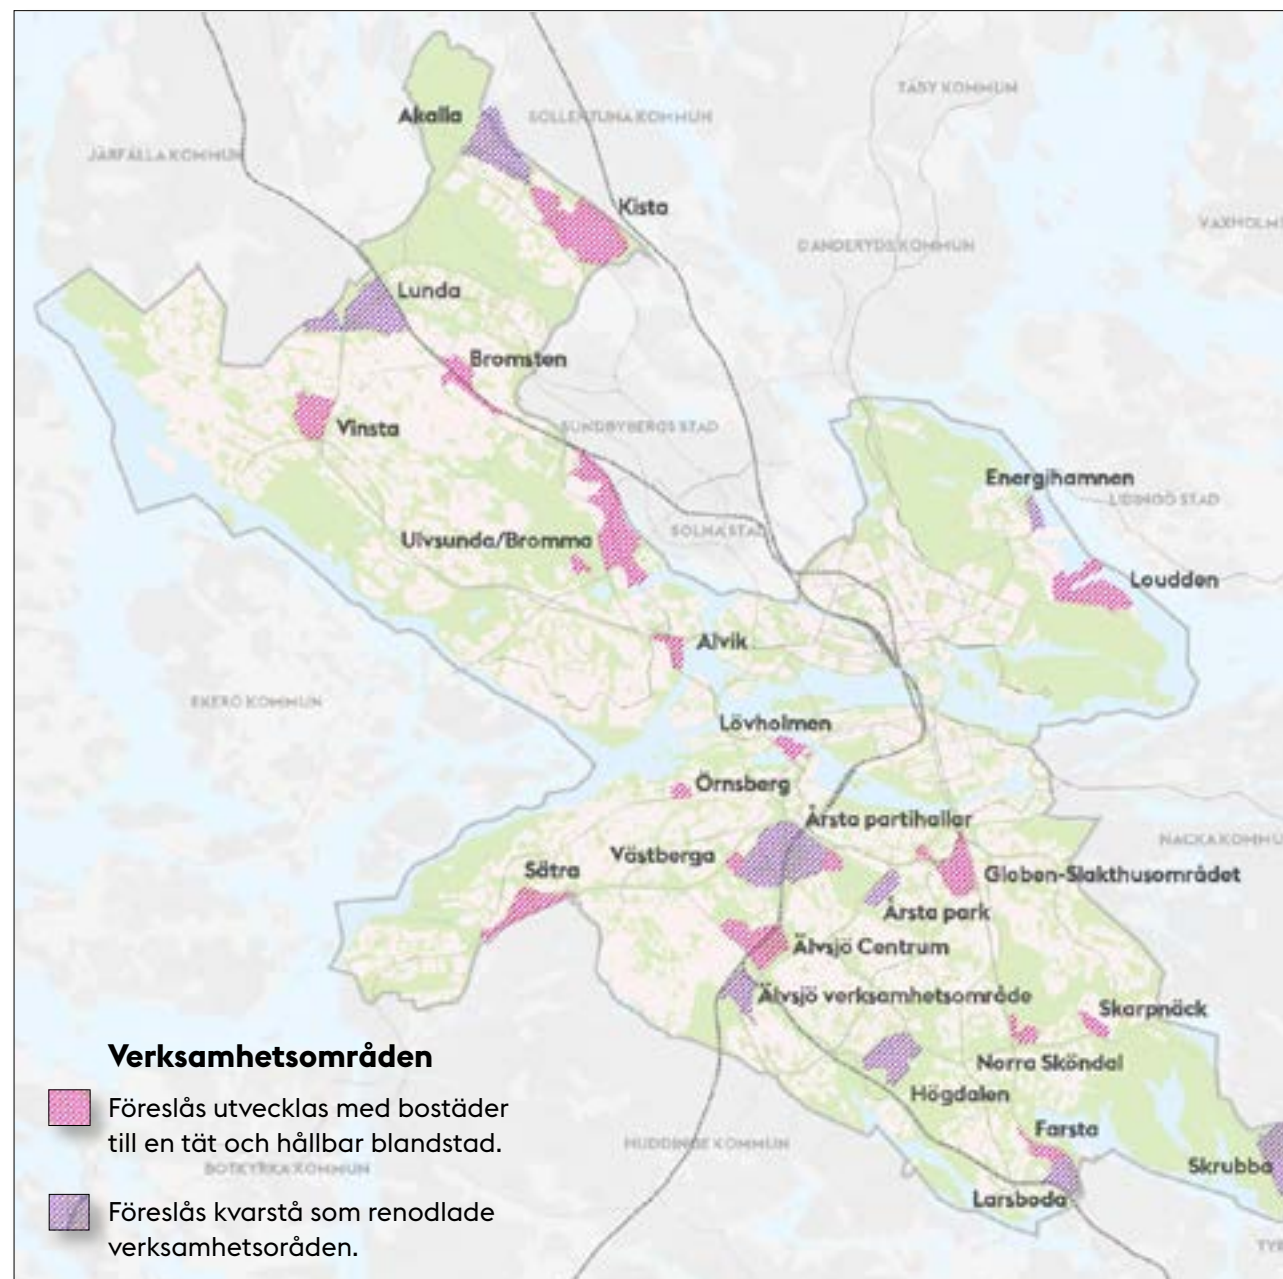 TÄBY KOMMUN
Akalla
SOLLENTUNA KOMMUN
JÄRFÄLLA KOMMUN
Kista
VAXHOLM
DANDERYDS KOMMUN
Lunda
Bromsten
Vinsta
SUNDBYBERGS STAD
Energihamnen
LIDINGÖ STAD
Ulvsunda/Bromma
SOLNA STAD
Loudden
Alvik
EKERÖ KOMMUN
Lövholmen
Örnsberg
Årsta partihallar
NACKA KOMMU
Västberga
Sätra
Globen-Slakthusområdet
Årsta park
Älvsjö Centrum
Älvsjö verksamhetsområde
Skarpnäck
Norra Sköndal
Högdalen
Farsta
HUDDINGE KOMMUN
Skrubba
Larsboda
TYR
Verksamhetsområden
Föreslås utvecklas med bostäder
till en tät och hållbar blandstad.
BOTKYRKA KOMMUN
Föreslås kvarstå som renodlade
verksamhetsoråden.